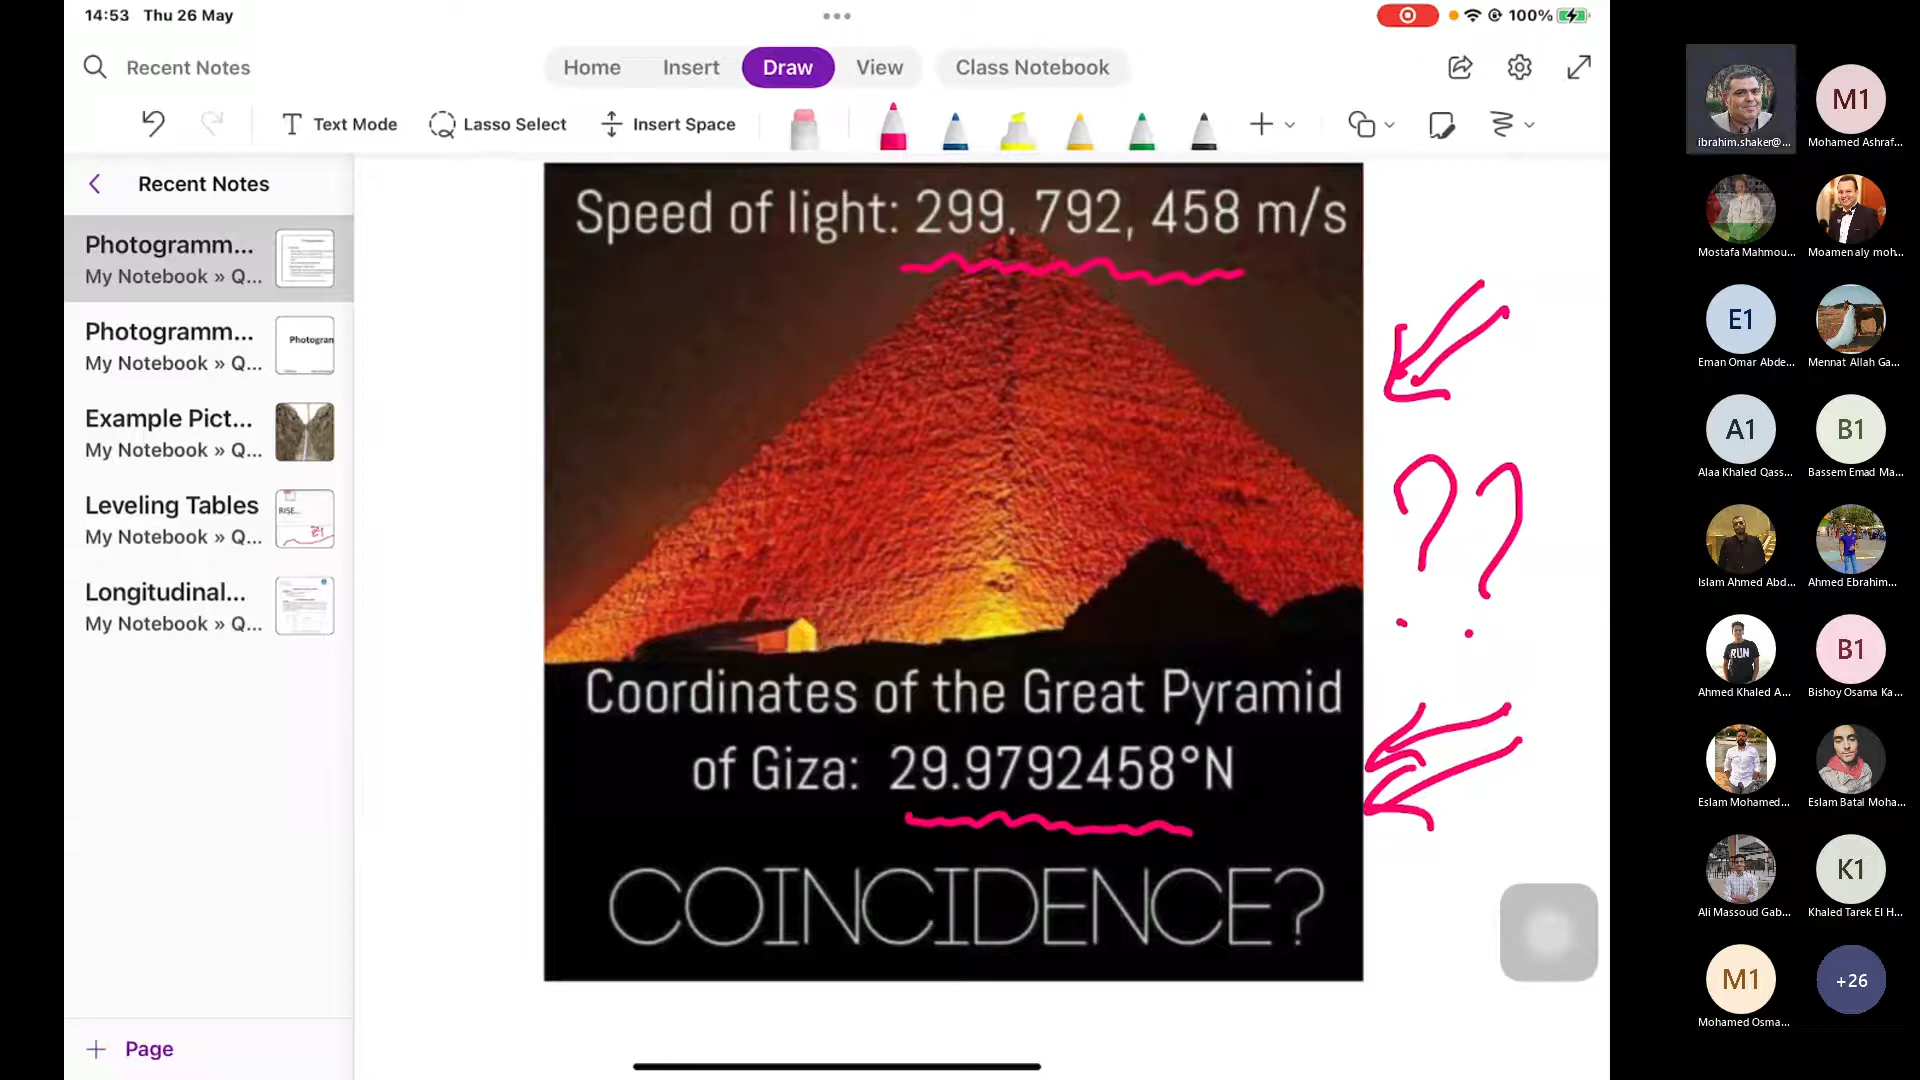 14:53 Thu 26 May
100%
Recent Notes
Home Insert Draw View Class Notebook
Text Mode Lasso Select Insert Space
Recent Notes
Photogramm...
My Notebook » Q...
Photogramm...
My Notebook » Q...
Photogram
Example Pict...
My Notebook » Q...
Leveling Tables
My Notebook » Q...
RISE...
Longitudinal...
My Notebook » Q...
Page
Speed of light: 299. 792, 458 m/s
Coordinates of the Great Pyramid
of Giza: 29.9792458°N
COINCIDENCE?
??
ibrahim.shaker@...
M1
Mohamed Ashraf...
Mostafa Mahmou...
Moamenaly moh...
E1
Eman Omar Abde...
Mennat Allah Ga...
A1
Alaa Khaled Qass...
B1
Bassem Emad Ma...
Islam Ahmed Abd...
Ahmed Ebrahim...
RUN
Ahmed Khaled A...
B1
Bishoy Osama Ka...
Eslam Mohamed...
Eslam Batal Moha...
Ali Massoud Gab...
K1
Khaled Tarek El H...
M1
Mohamed Osma...
+26